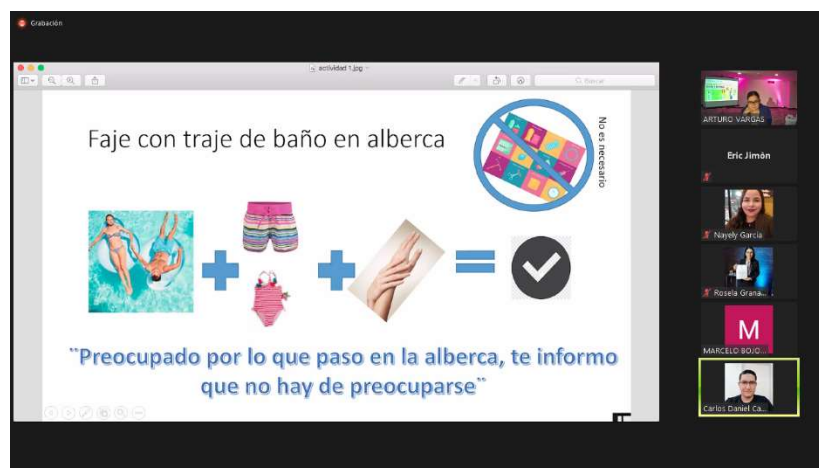 Grabación
actividad 1.jpg
Buscar
Faje con traje de baño en alberca
No es necesario
¨Preocupado por lo que paso en la alberca, te informo
que no hay de preocuparse¨
ARTURO VARGAS
Eric Jimón
Nayely García
Rosela Grana...
M
MARCELO BOJO...
Carlos Daniel Ca...